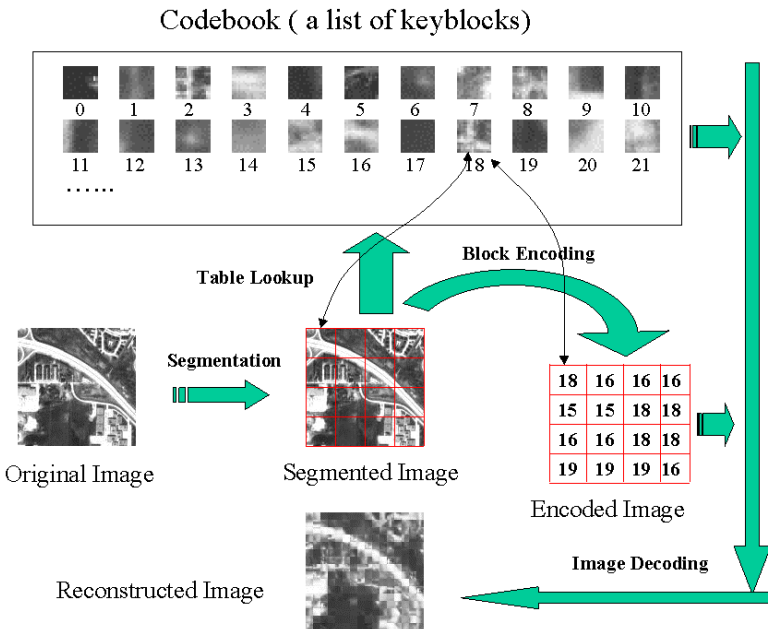 Codebook ( a list of keyblocks)
0 1 2 3 4 5 6 7 8 9 10
11 12 13 14 15 16 17 18 19 20 21
........
Table Lookup
Block Encoding
Segmentation
18 16 16 16
15 15 18 18
16 16 18 18
19 19 19 16
Original Image
Segmented Image
Encoded Image
Image Decoding
Reconstructed Image